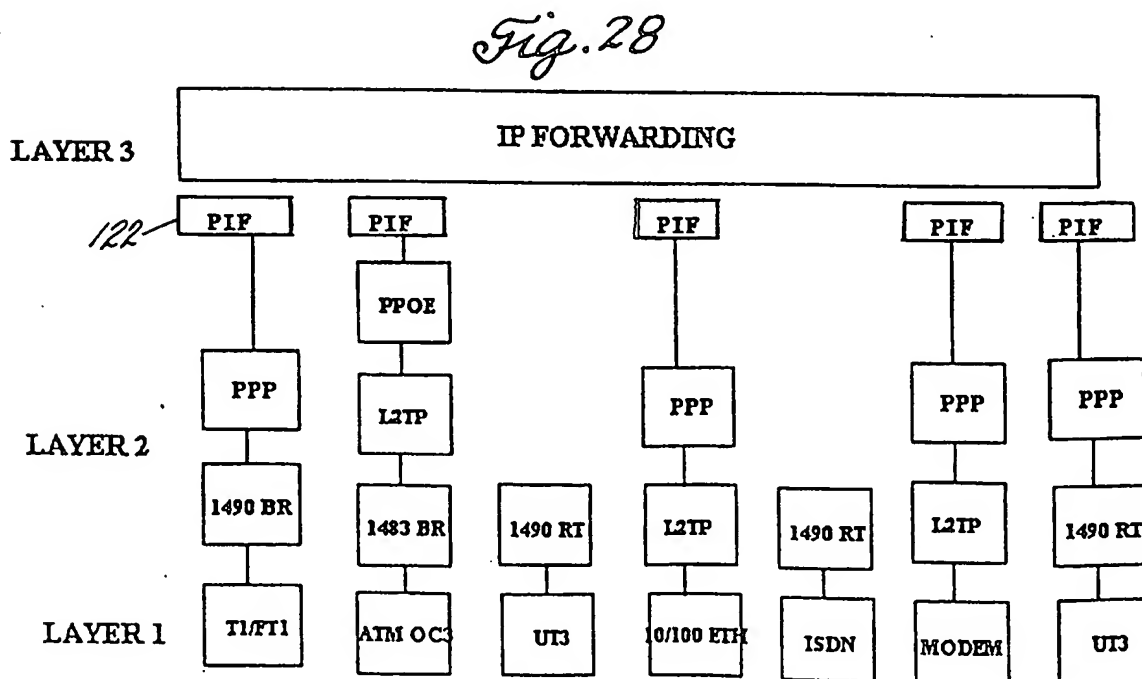 Fig. 28
IP FORWARDING
LAYER 3
122
PIF PIF PIF PIF PIF
PPOE
PPP L2TP PPP PPP PPP
LAYER 2
1490 BR 1483 BR 1490 RT L2TP 1490 RT L2TP 1490 RT
LAYER 1
T1/FT1 ATM OC3 UT3 10/100 ETH ISDN MODEM UT3